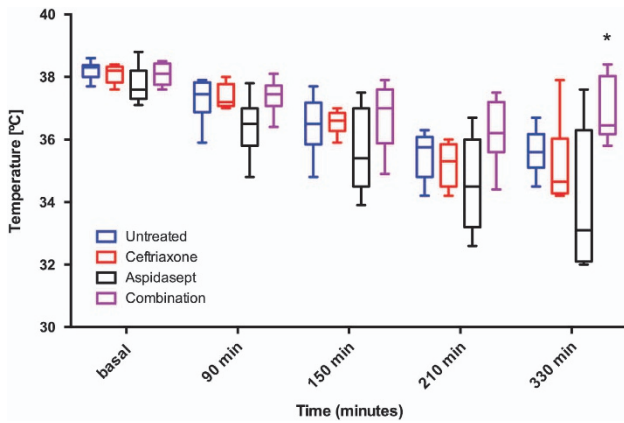 40
38
36
34
32
30
Temperature [ºC]
*
Untreated
Ceftriaxone
Aspidasept
Combination
basal
90 min
150 min
210 min
330 min
Time (minutes)